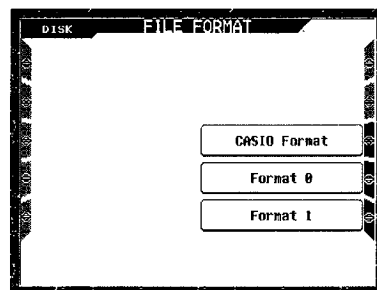 DISK
FILE FORMAT
CASIO Format
Format 0
Format 1